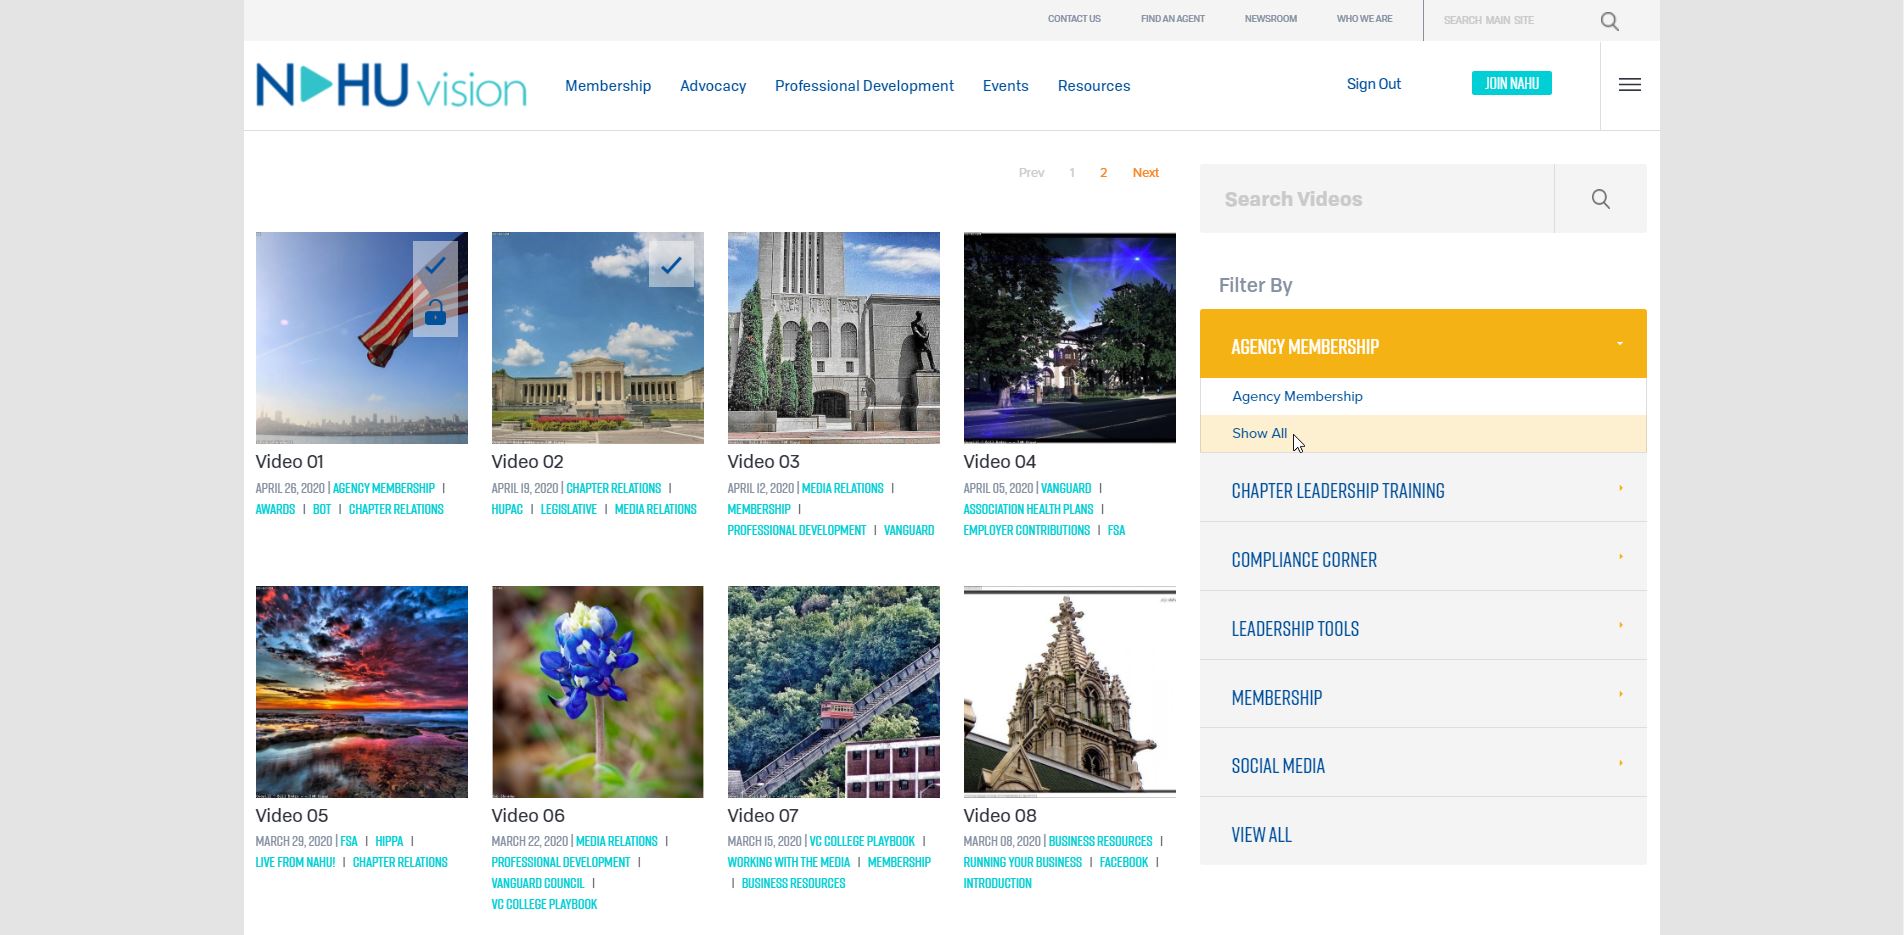 CONTACT US FIND AN AGENT NEWSROOM WHO WE ARE SEARCH MAIN SITE
NAHU vision Membership Advocacy Professional Development Events Resources Sign Out JOIN NAHU
Prev 1 2 Next
Search Videos
Filter By
AGENCY MEMBERSHIP
Agency Membership
Show All
CHAPTER LEADERSHIP TRAINING
COMPLIANCE CORNER
LEADERSHIP TOOLS
MEMBERSHIP
SOCIAL MEDIA
VIEW ALL
Video 01
APRIL 26, 2020 | AGENCY MEMBERSHIP |
AWARDS | BOT | CHAPTER RELATIONS
Video 02
APRIL 19, 2020 | CHAPTER RELATIONS |
HUPAC | LEGISLATIVE | MEDIA RELATIONS
Video 03
APRIL 12, 2020 | MEDIA RELATIONS |
MEMBERSHIP |
PROFESSIONAL DEVELOPMENT | VANGUARD
Video 04
APRIL 05, 2020 | VANGUARD |
ASSOCIATION HEALTH PLANS |
EMPLOYER CONTRIBUTIONS | FSA
Video 05
MARCH 29, 2020 | FSA | HIPPA |
LIVE FROM NAHU! | CHAPTER RELATIONS
Video 06
MARCH 22, 2020 | MEDIA RELATIONS |
PROFESSIONAL DEVELOPMENT |
VANGUARD COUNCIL |
VC COLLEGE PLAYBOOK
Video 07
MARCH 15, 2020 | VC COLLEGE PLAYBOOK |
WORKING WITH THE MEDIA | MEMBERSHIP
| BUSINESS RESOURCES
Video 08
MARCH 08, 2020 | BUSINESS RESOURCES |
RUNNING YOUR BUSINESS | FACEBOOK |
INTRODUCTION